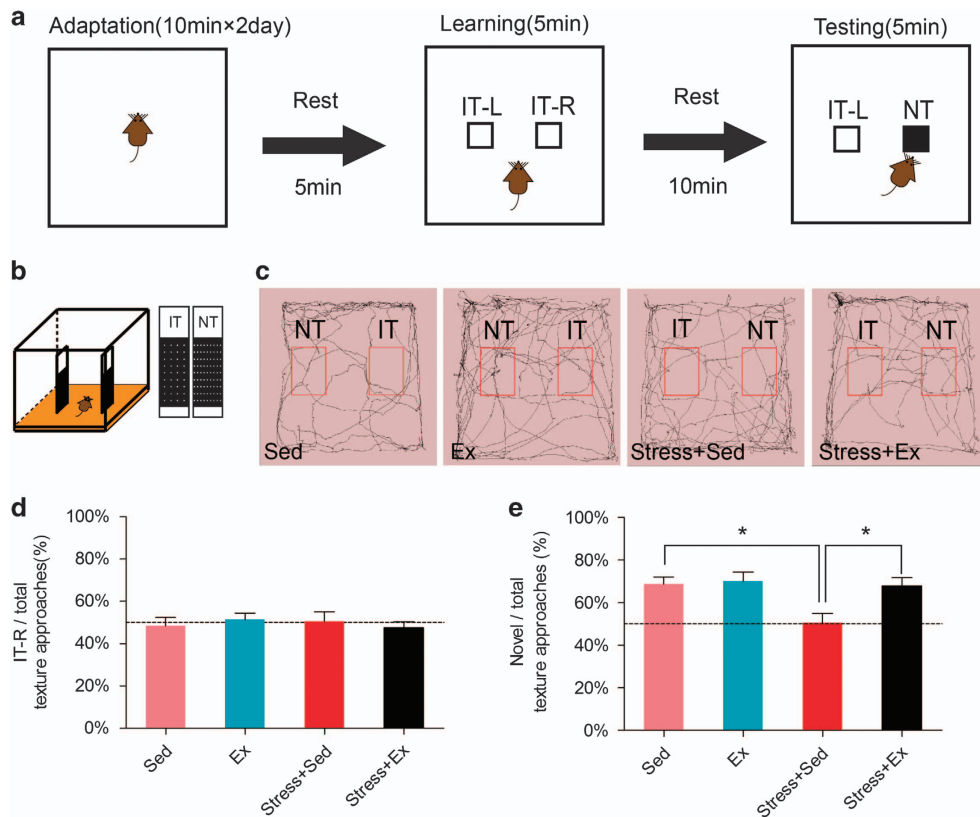 a
Adaptation(10min×2day)
Learning(5min)
Testing(5min)
Rest
5min
IT-L IT-R
Rest
10min
IT-L NT
b
IT NT
c
NT IT
Sed
NT IT
Ex
IT NT
Stress+Sed
IT NT
Stress+Ex
d
IT-R / total
texture approaches(%)
100%
80%
60%
40%
20%
0%
Sed
Ex
Stress+Sed
Stress+Ex
e
Novel / total
texture approaches (%)
100%
80%
60%
40%
20%
0%
* *
Sed
Ex
Stress+Sed
Stress+Ex